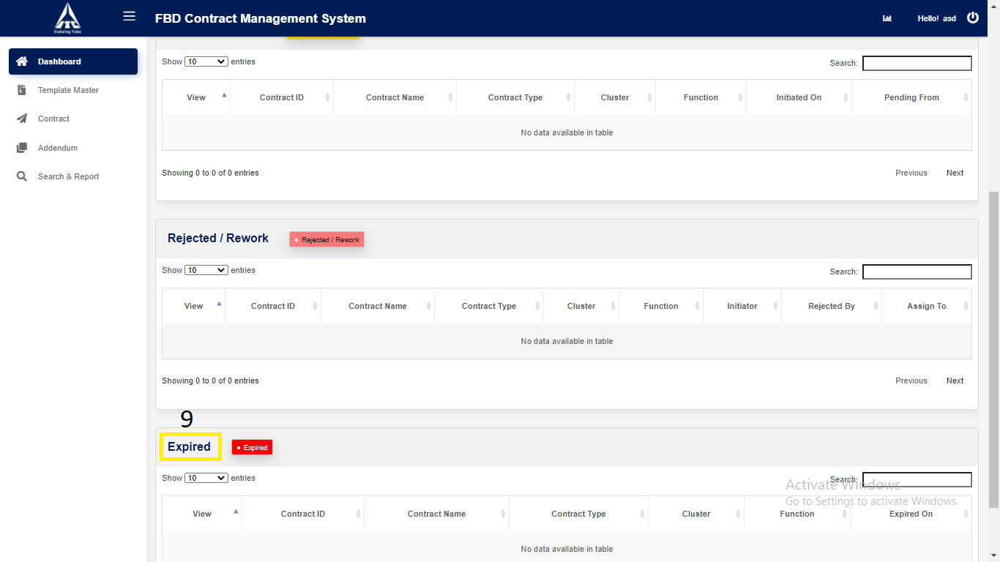 ITC
Enduring Value
FBD Contract Management System
Hello! asd
Dashboard
Template Master
Contract
Addendum
Search & Report
Show 10 entries
Search:
View Contract ID Contract Name Contract Type Cluster Function Initiated On Pending From
No data available in table
Showing 0 to 0 of 0 entries
Previous Next
Rejected / Rework
Rejected / Rework
Show 10 entries
Search:
View Contract ID Contract Name Contract Type Cluster Function Initiator Rejected By Assign To
No data available in table
Showing 0 to 0 of 0 entries
Previous Next
9
Expired
Expired
Show 10 entries
Search:
Activate Windows
Go to Settings to activate Windows.
View Contract ID Contract Name Contract Type Cluster Function Expired On
No data available in table